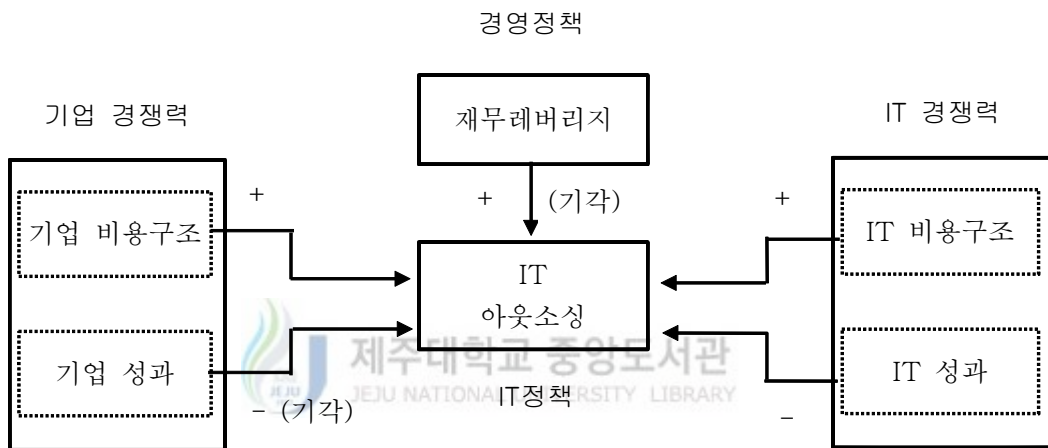 경영정책
기업 경쟁력
재무레버리지
IT 경쟁력
+
+ (기각)
+
기업 비용구조
IT
아웃소싱
IT 비용구조
기업 성과
IT 성과
제주대학교 중앙도서관
JEJU NATIONAL UNIVERSITY LIBRARY
JEJU
IT정책
- (기각)
-